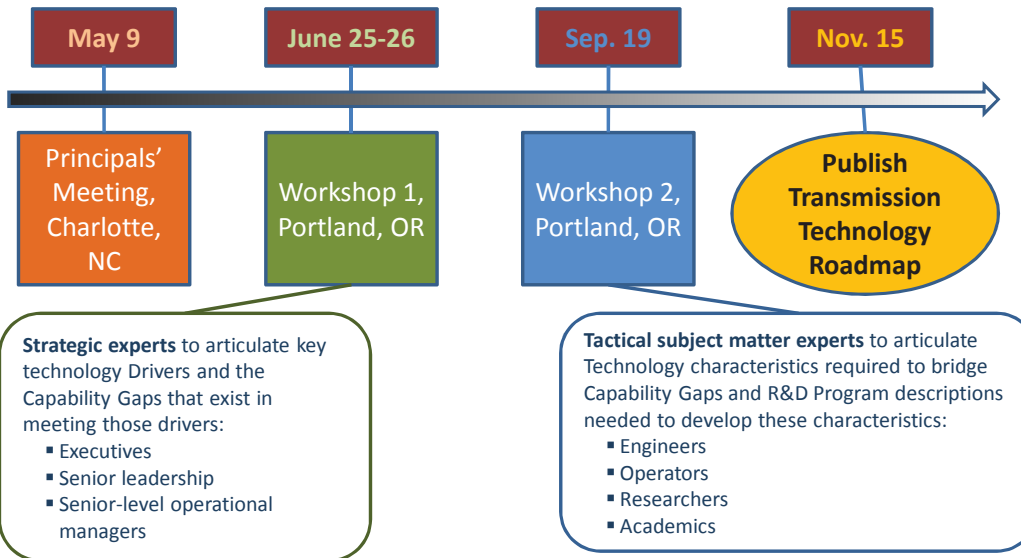 May 9
June 25-26
Sep. 19
Nov. 15
Principals’
Meeting,
Charlotte,
NC
Workshop 1,
Portland, OR
Workshop 2,
Portland, OR
Publish
Transmission
Technology
Roadmap
Strategic experts to articulate key
technology Drivers and the
Capability Gaps that exist in
meeting those drivers:
▪ Executives
▪ Senior leadership
▪ Senior-level operational
managers
Tactical subject matter experts to articulate
Technology characteristics required to bridge
Capability Gaps and R&D Program descriptions
needed to develop these characteristics:
▪ Engineers
▪ Operators
▪ Researchers
▪ Academics